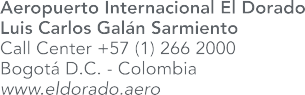 Aeropuerto Internacional El Dorado
Luis Carlos Galán Sarmiento
Call Center +57 (1) 266 2000
Bogotá D.C. - Colombia
www.eldorado.aero